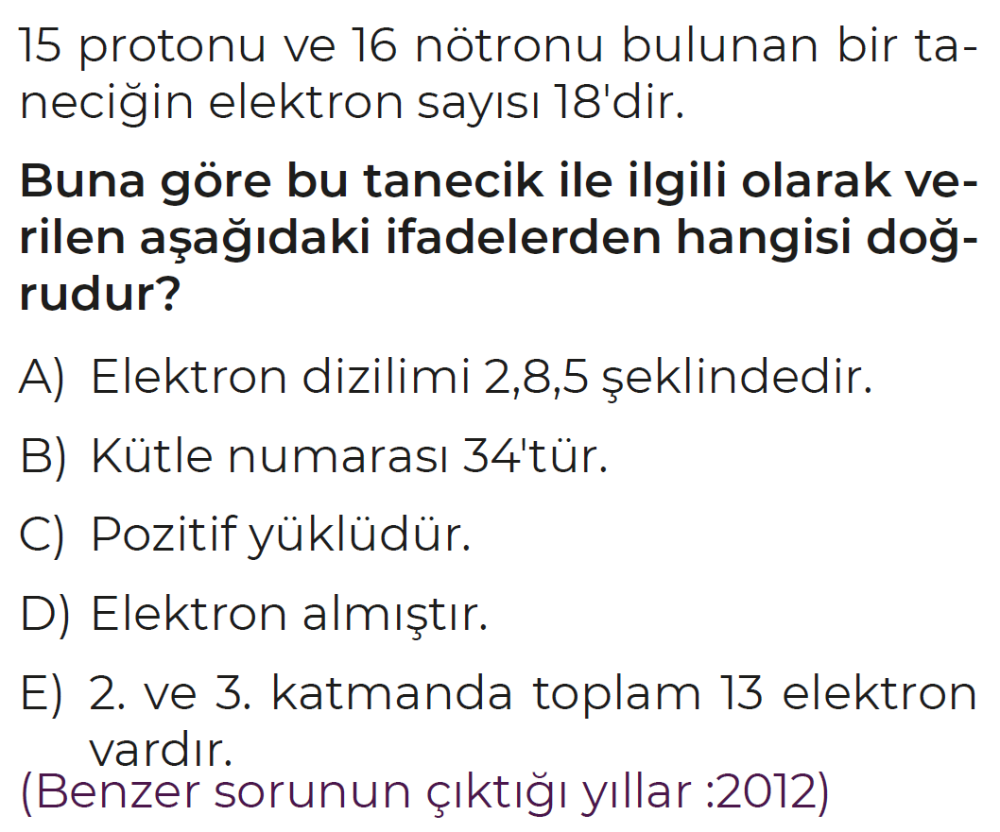 15 protonu ve 16 nötronu bulunan bir ta-
neciğin elektron sayısı 18'dir.
Buna göre bu tanecik ile ilgili olarak ve-
rilen aşağıdaki ifadelerden hangisi doğ-
rudur?
A) Elektron dizilimi 2,8,5 şeklindedir.
B) Kütle numarası 34'tür.
C) Pozitif yüklüdür.
D) Elektron almıştır.
E) 2. ve 3. katmanda toplam 13 elektron
vardır.
(Benzer sorunun çıktığı yıllar :2012)